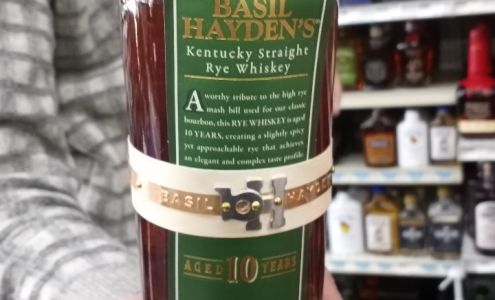 BASIL
HAYDEN'S
Kentucky Straight
Rye Whiskey
A worthy tribute to the high rye
mash bill used for our classic
bourbon, this RYE WHISKEY is aged
10 YEARS, creating a slightly spicy
yet approachable rye that achieves
an elegant and complex taste profile.
BASIL H HAYDEN
AGED 10 YEARS